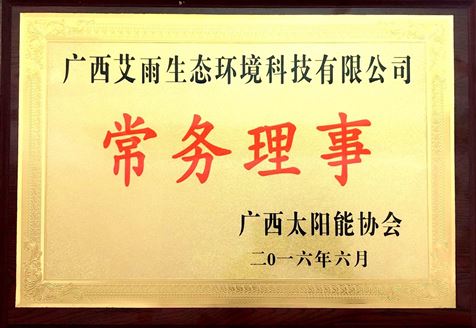 广西艾雨生态环境科技有限公司
常务理事
广西太阳能协会
二0一六年六月